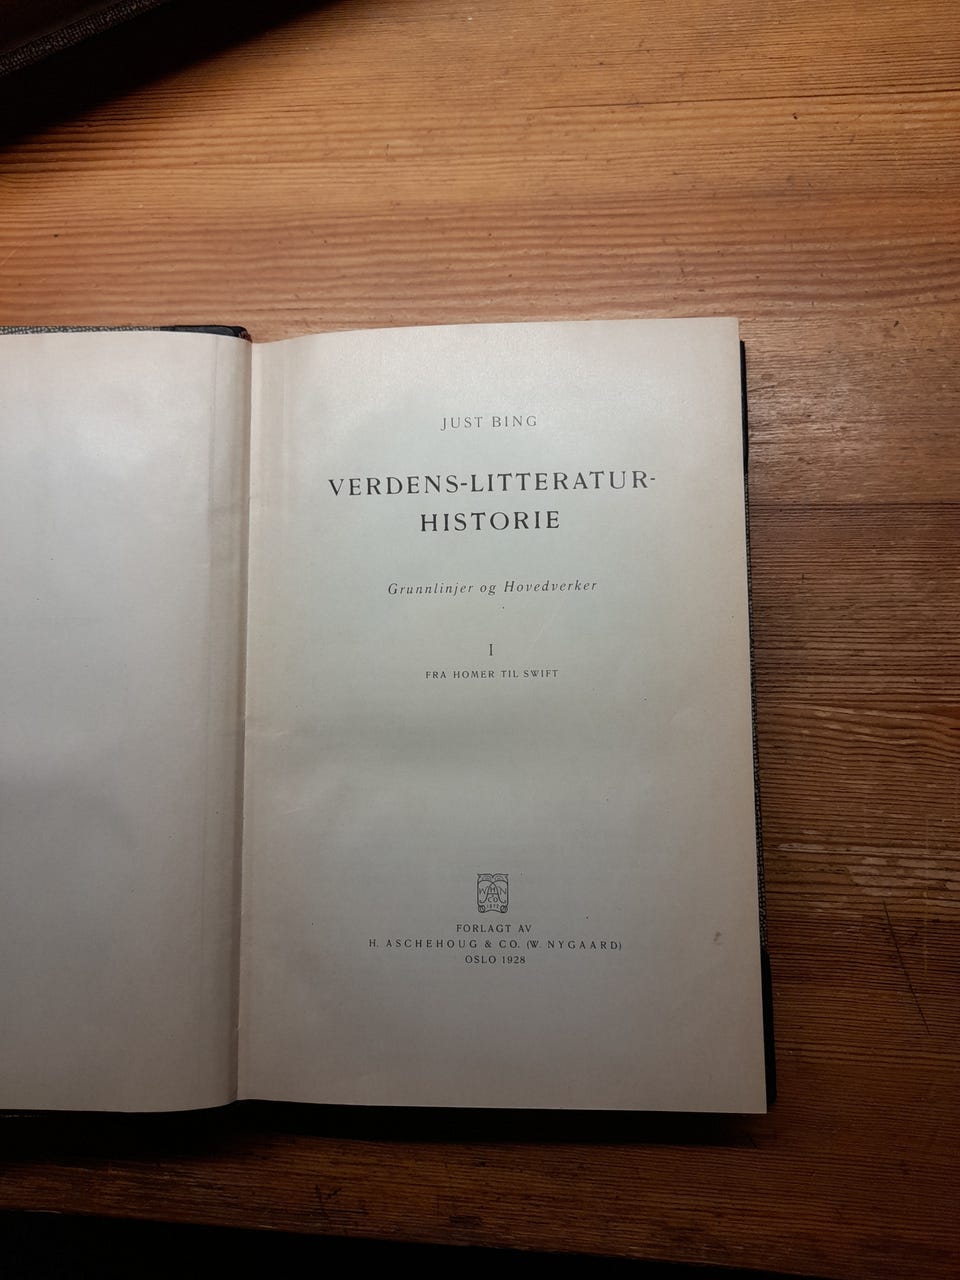 JUST BING
VERDENS-LITTERATUR-
HISTORIE
Grunnlinjer og Hovedverker
I
FRA HOMER TIL SWIFT
FORLAGT AV
H. ASCHEHOUG & CO. (W. NYGAARD)
OSLO 1928